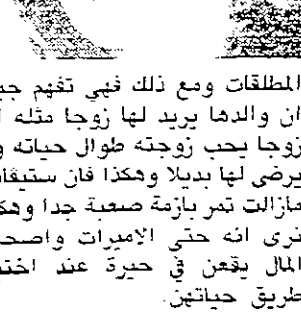 المطلقات ومع ذلك فهي تفهم جي
ان والدها يريد لها زوجا مثله
زوجا يحب زوجته طوال حياته و
يرضى لها بديلا وهكذا فان ستيفا
مازالت تمر بازمة صعبة جدا وهك
نرى انه حتى الاميرات واصحـ
المال يقعن في حيرة عند اختيـ
طريق حياتهن.